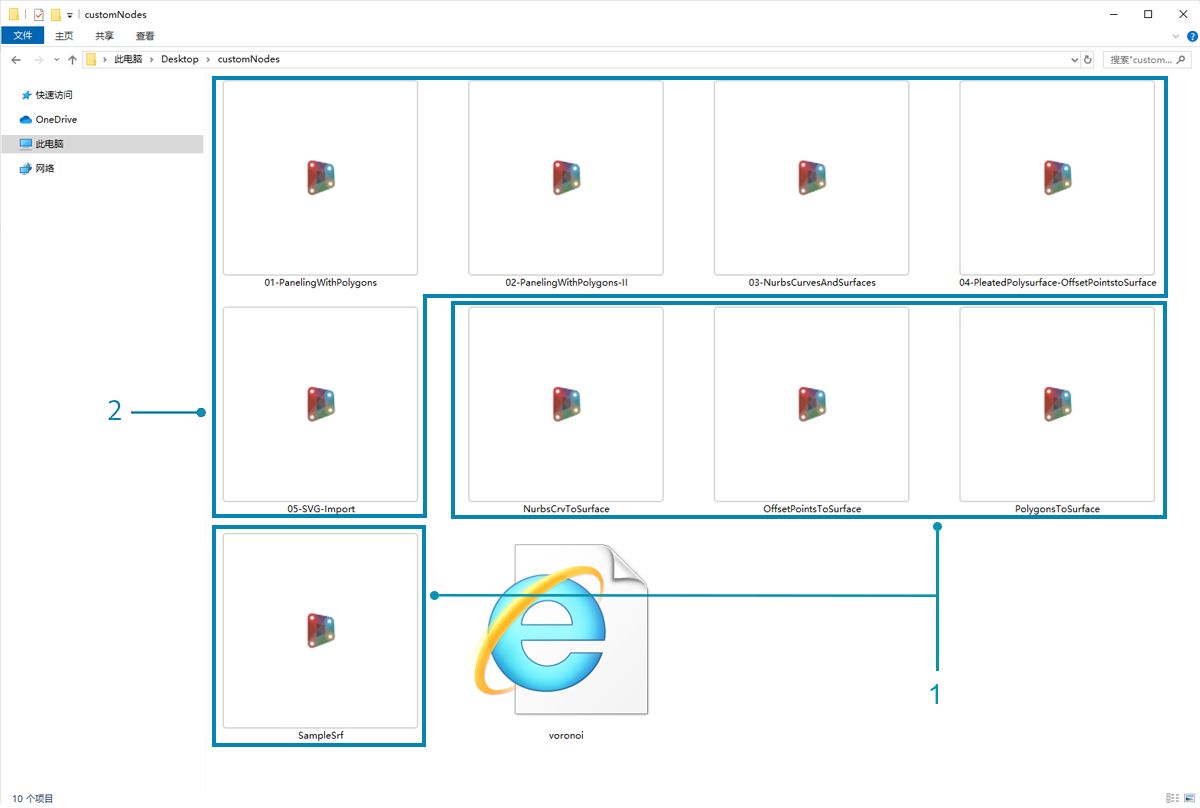 customNodes
文件 主页 共享 查看
此电脑 Desktop customNodes 搜索"custom...
快速访问
OneDrive
此电脑
网络
01-PanelingWithPolygons 02-PanelingWithPolygons-II 03-NurbsCurvesAndSurfaces 04-PleatedPolysurface-OffsetPointstoSurface
2
05-SVG-Import NurbsCrvToSurface OffsetPointsToSurface PolygonsToSurface
1
SampleSrf voronoi
10 个项目